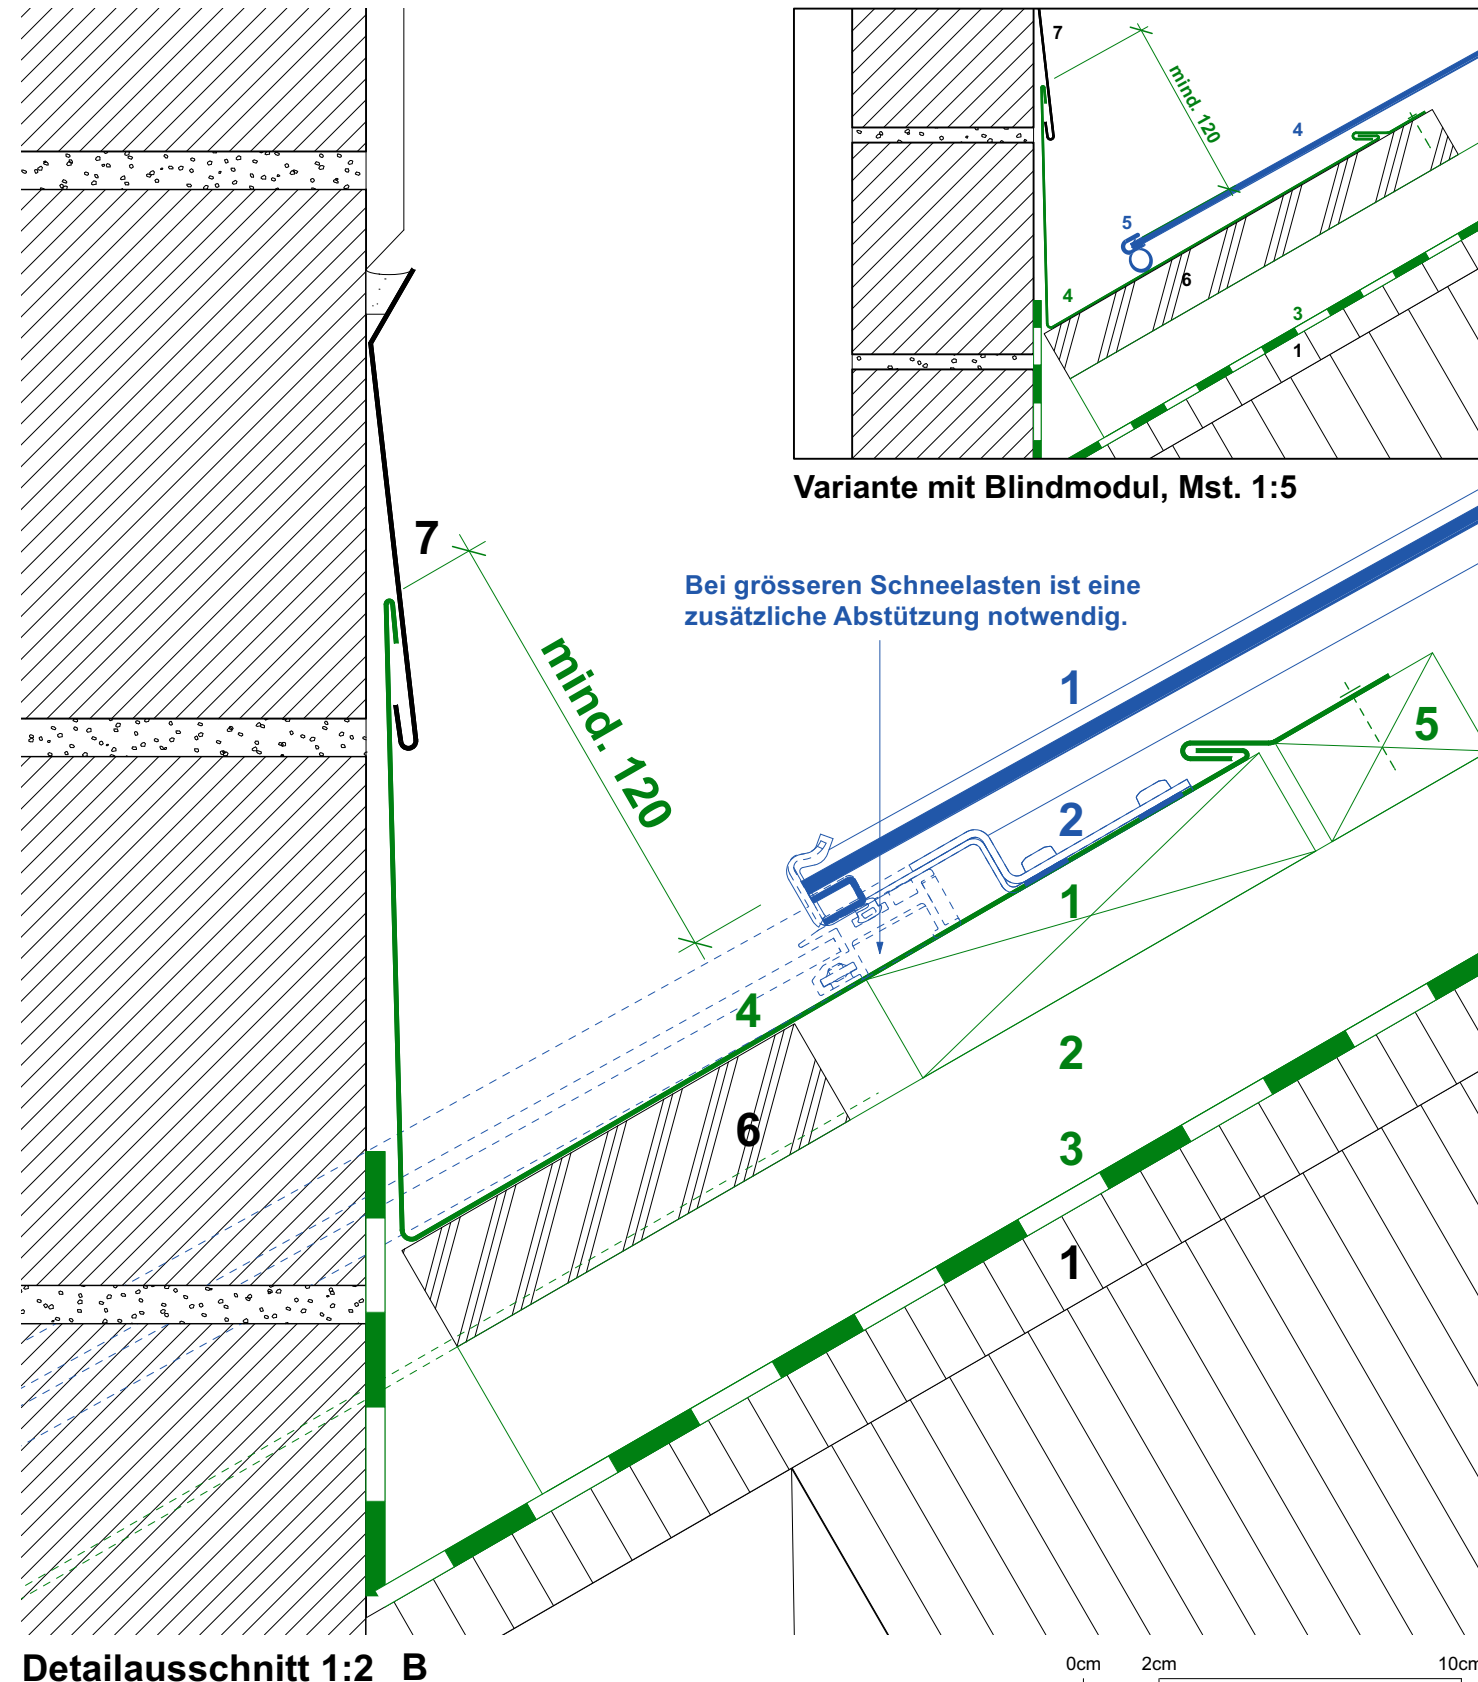 7
mind. 120
4
5
6
4
3
1
Variante mit Blindmodul, Mst. 1:5
7
Bei grösseren Schneelasten ist eine
zusätzliche Abstützung notwendig.
mind. 120
1
5
2
1
4
2
6
3
1
Detailausschnitt 1:2 B
0cm 2cm 10cm